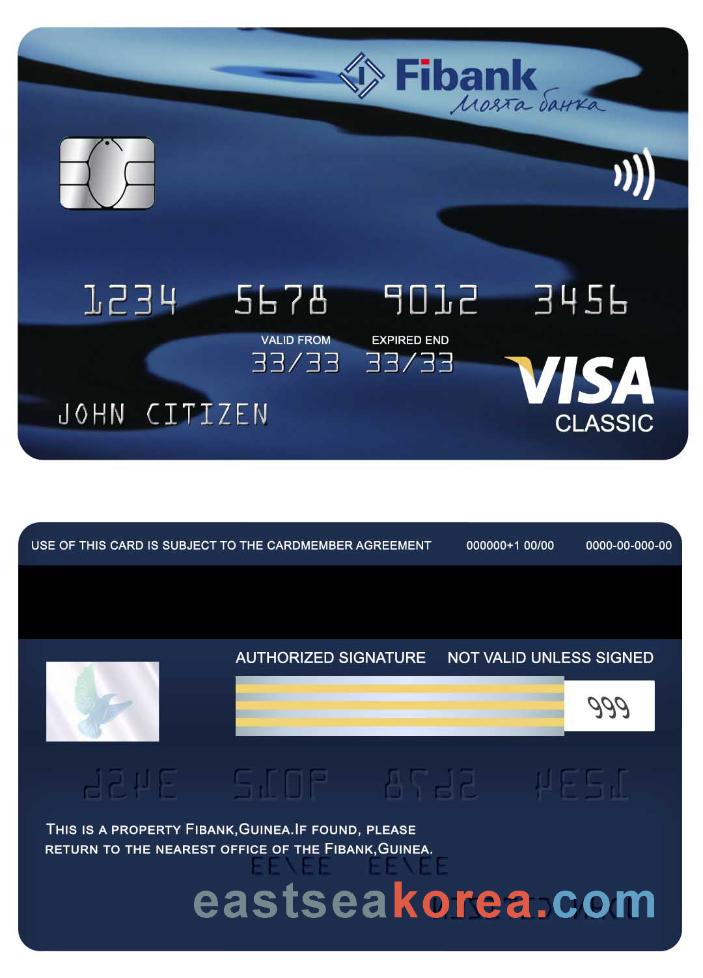 Fibank
Моята банка
1234 5678 9012 3456
VALID FROM EXPIRED END
33/33 33/33
VISA
JOHN CITIZEN
CLASSIC
USE OF THIS CARD IS SUBJECT TO THE CARDMEMBER AGREEMENT 000000+1 00/00 0000-00-000-00
AUTHORIZED SIGNATURE NOT VALID UNLESS SIGNED
999
THIS IS A PROPERTY FIBANK,GUINEA.IF FOUND, PLEASE
RETURN TO THE NEAREST OFFICE OF THE FIBANK,GUINEA.
eastseakorea.com